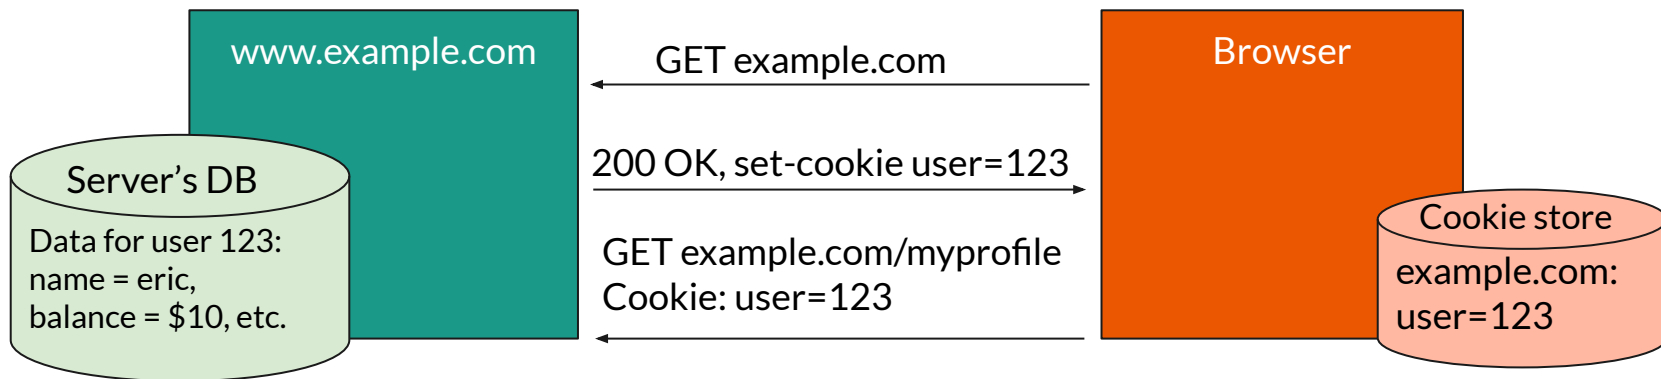 www.example.com
GET example.com
Browser
200 OK, set-cookie user=123
Server's DB
Data for user 123:
name = eric,
balance = $10, etc.
GET example.com/myprofile
Cookie: user=123
Cookie store
example.com:
user=123